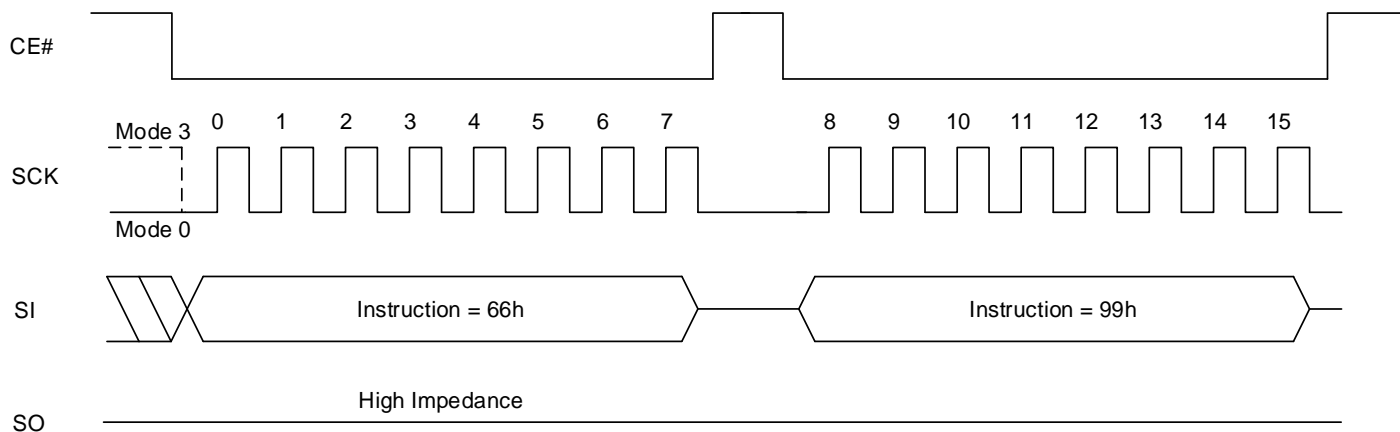 CE#
Mode 3
0 1 2 3 4 5 6 7 8 9 10 11 12 13 14 15
SCK
Mode 0
SI
Instruction = 66h
Instruction = 99h
High Impedance
SO